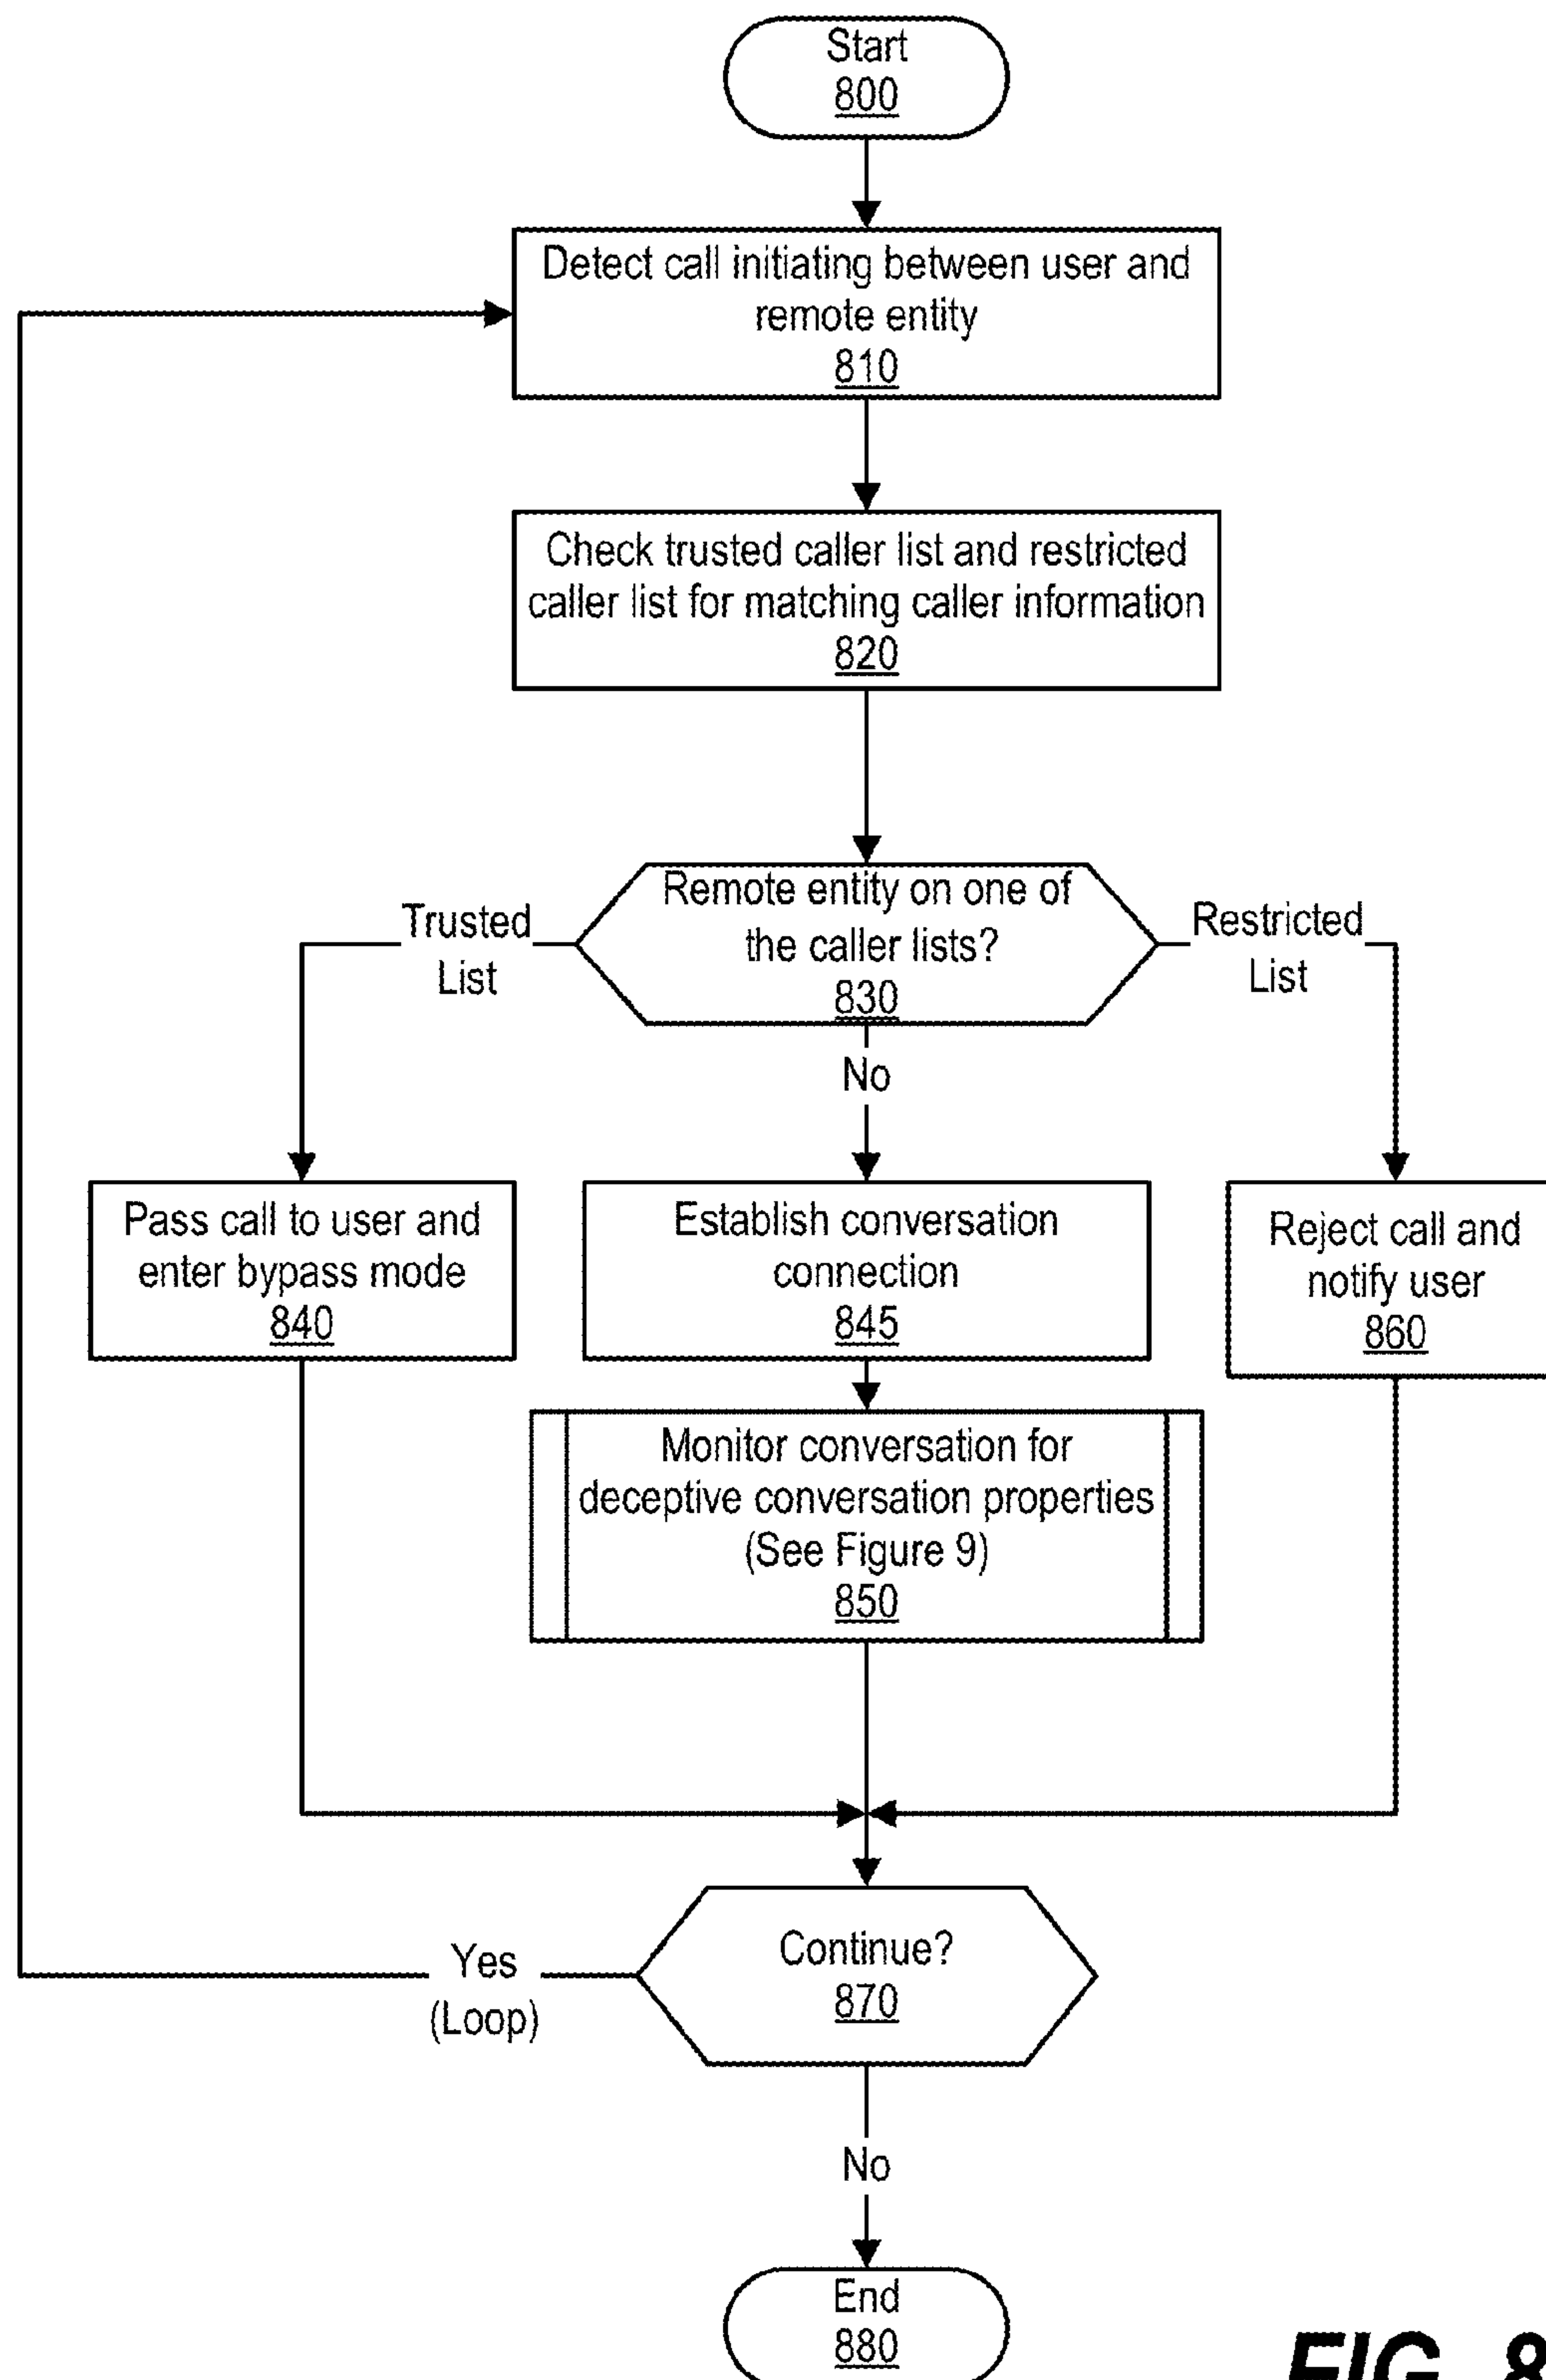 Start
800
Detect call initiating between user and
remote entity
810
Check trusted caller list and restricted
caller list for matching caller information
820
Remote entity on one of
the caller lists?
830
Trusted
List
Restricted
List
No
Pass call to user and
enter bypass mode
840
Establish conversation
connection
845
Reject call and
notify user
860
Monitor conversation for
deceptive conversation properties
(See Figure 9)
850
Continue?
870
Yes
(Loop)
No
End
880
FIG. 8